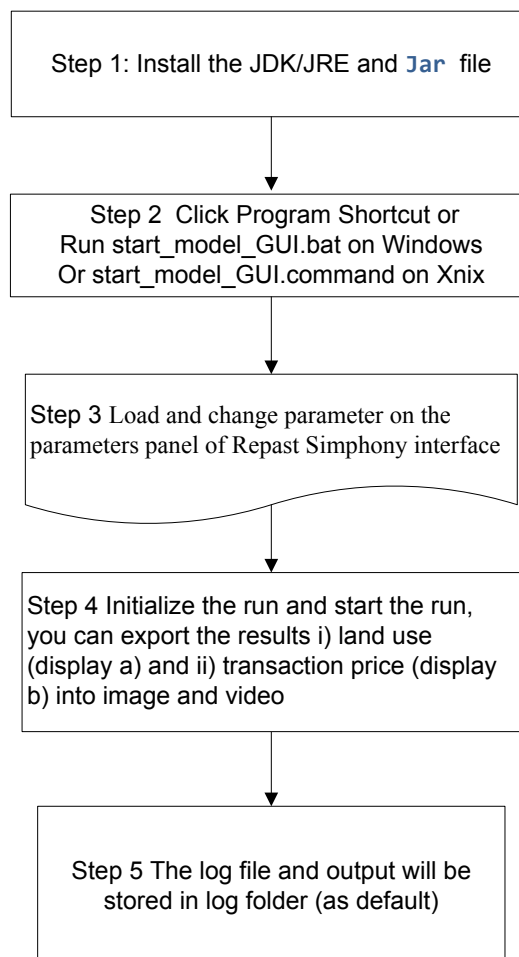 Step 1: Install the JDK/JRE and Jar file
Step 2 Click Program Shortcut or
Run start_model_GUI.bat on Windows
Or start_model_GUI.command on Xnix
Step 3 Load and change parameter on the
parameters panel of Repast Simphony interface
Step 4 Initialize the run and start the run,
you can export the results i) land use
(display a) and ii) transaction price (display
b) into image and video
Step 5 The log file and output will be
stored in log folder (as default)